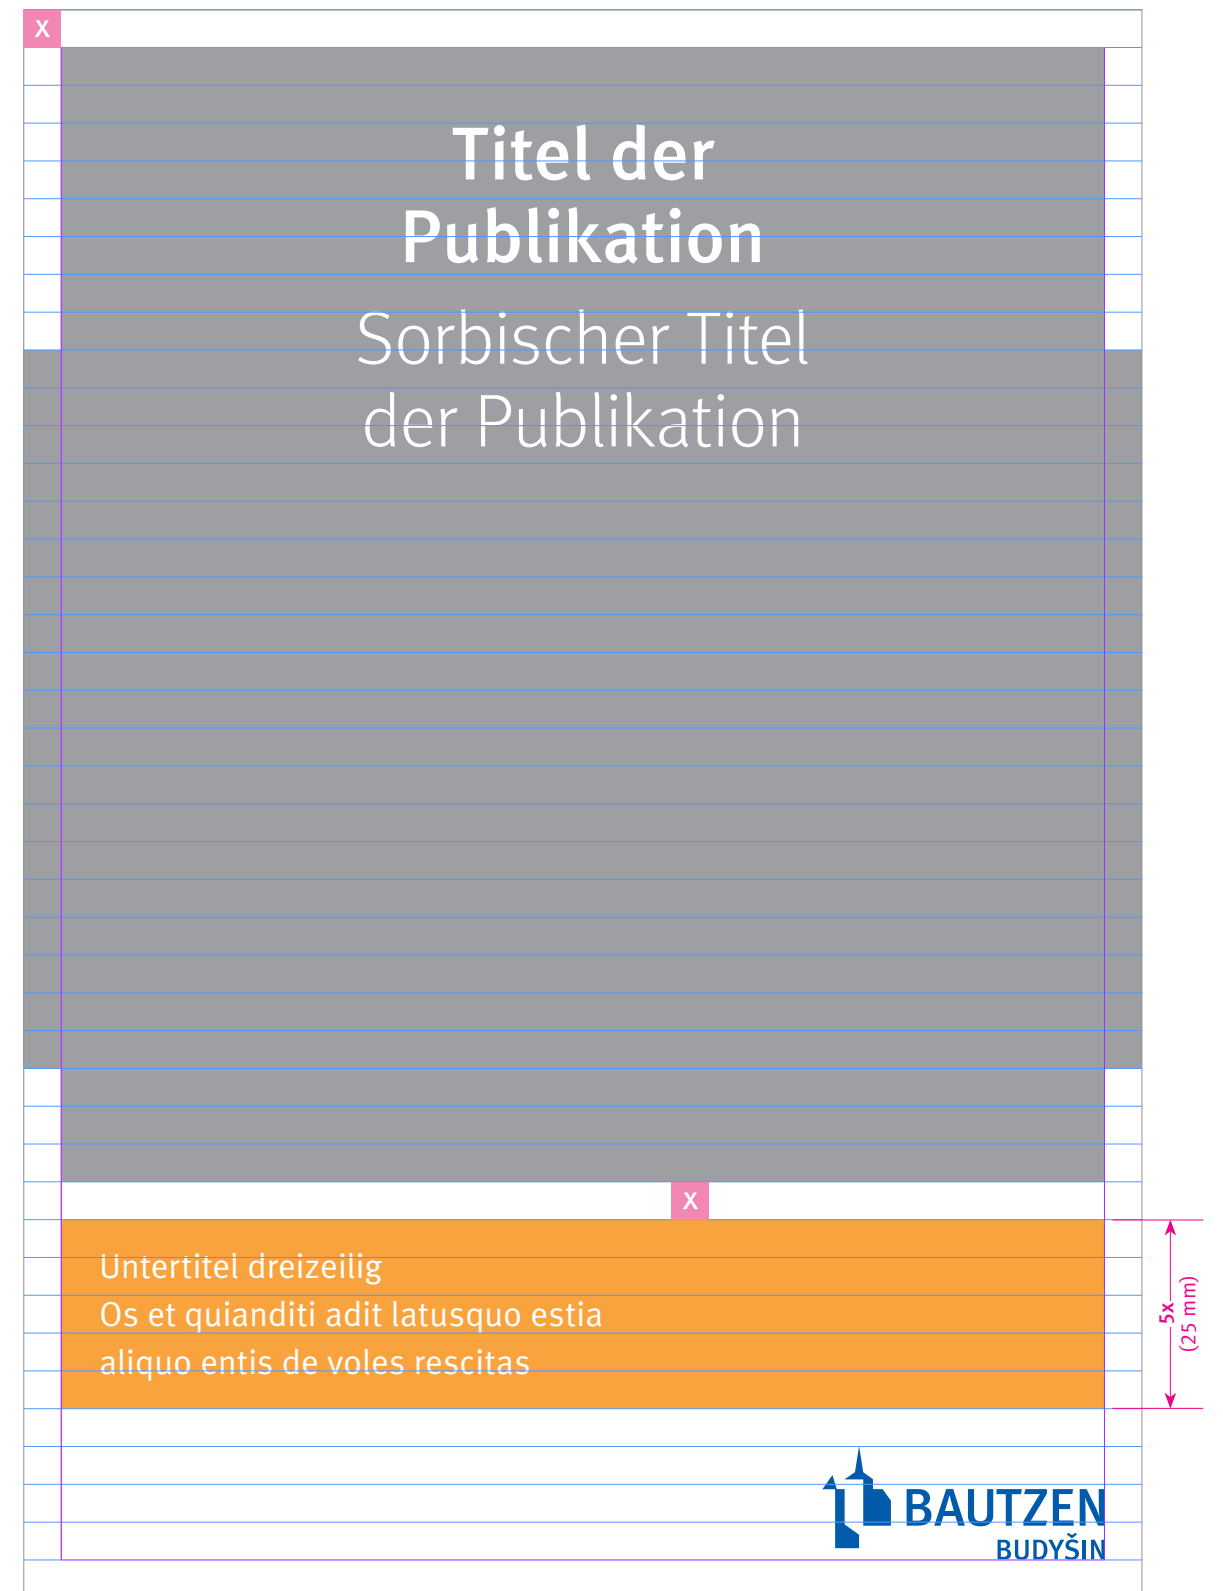 X
Titel der
Publikation
Sorbischer Titel
der Publikation
X
Untertitel dreizeilig
Os et quianditi adit latusquo estia
aliquo entis de voles rescitas
5x
(25 mm)
BAUTZEN
BUDYŠIN